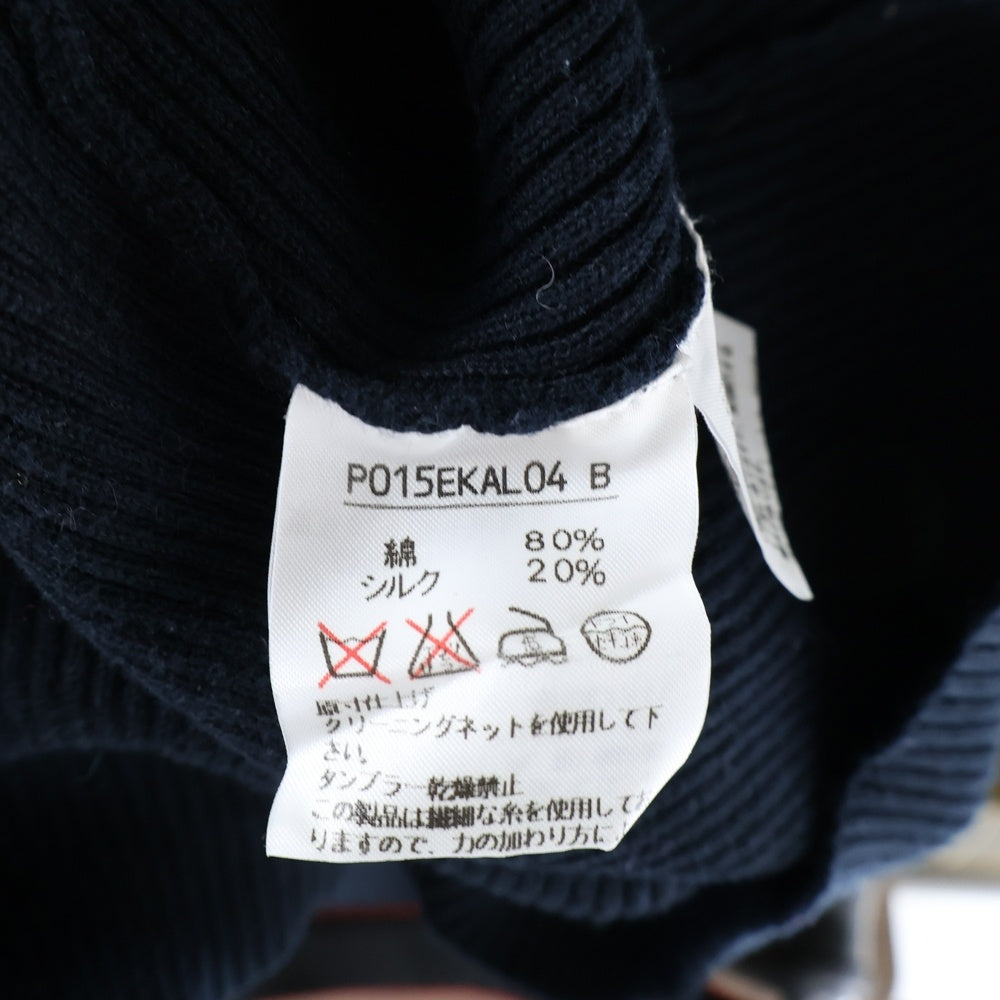 P015EKAL04 B
綿 80%
シルク 20%
クリーニングネットを使用して下
さい。
タンブラー乾燥禁止
この製品は繊細な糸を使用して
りますので、力の加わり方に